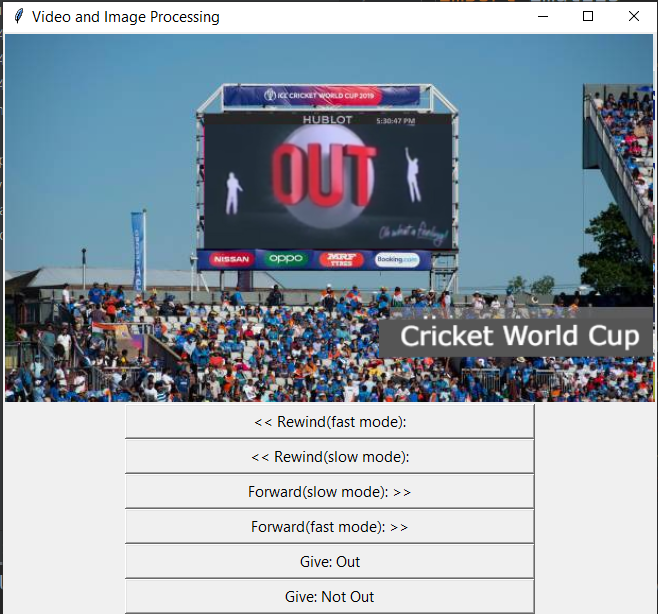 Video and Image Processing
ICC CRICKET WORLD CUP 2019
HUBLOT 5:30:47 PM
OUT
Oh what a feeling!
NISSAN oppo MRF TYRES Booking.com
Cricket World Cup
<< Rewind(fast mode):
<< Rewind(slow mode):
Forward(slow mode): >>
Forward(fast mode): >>
Give: Out
Give: Not Out